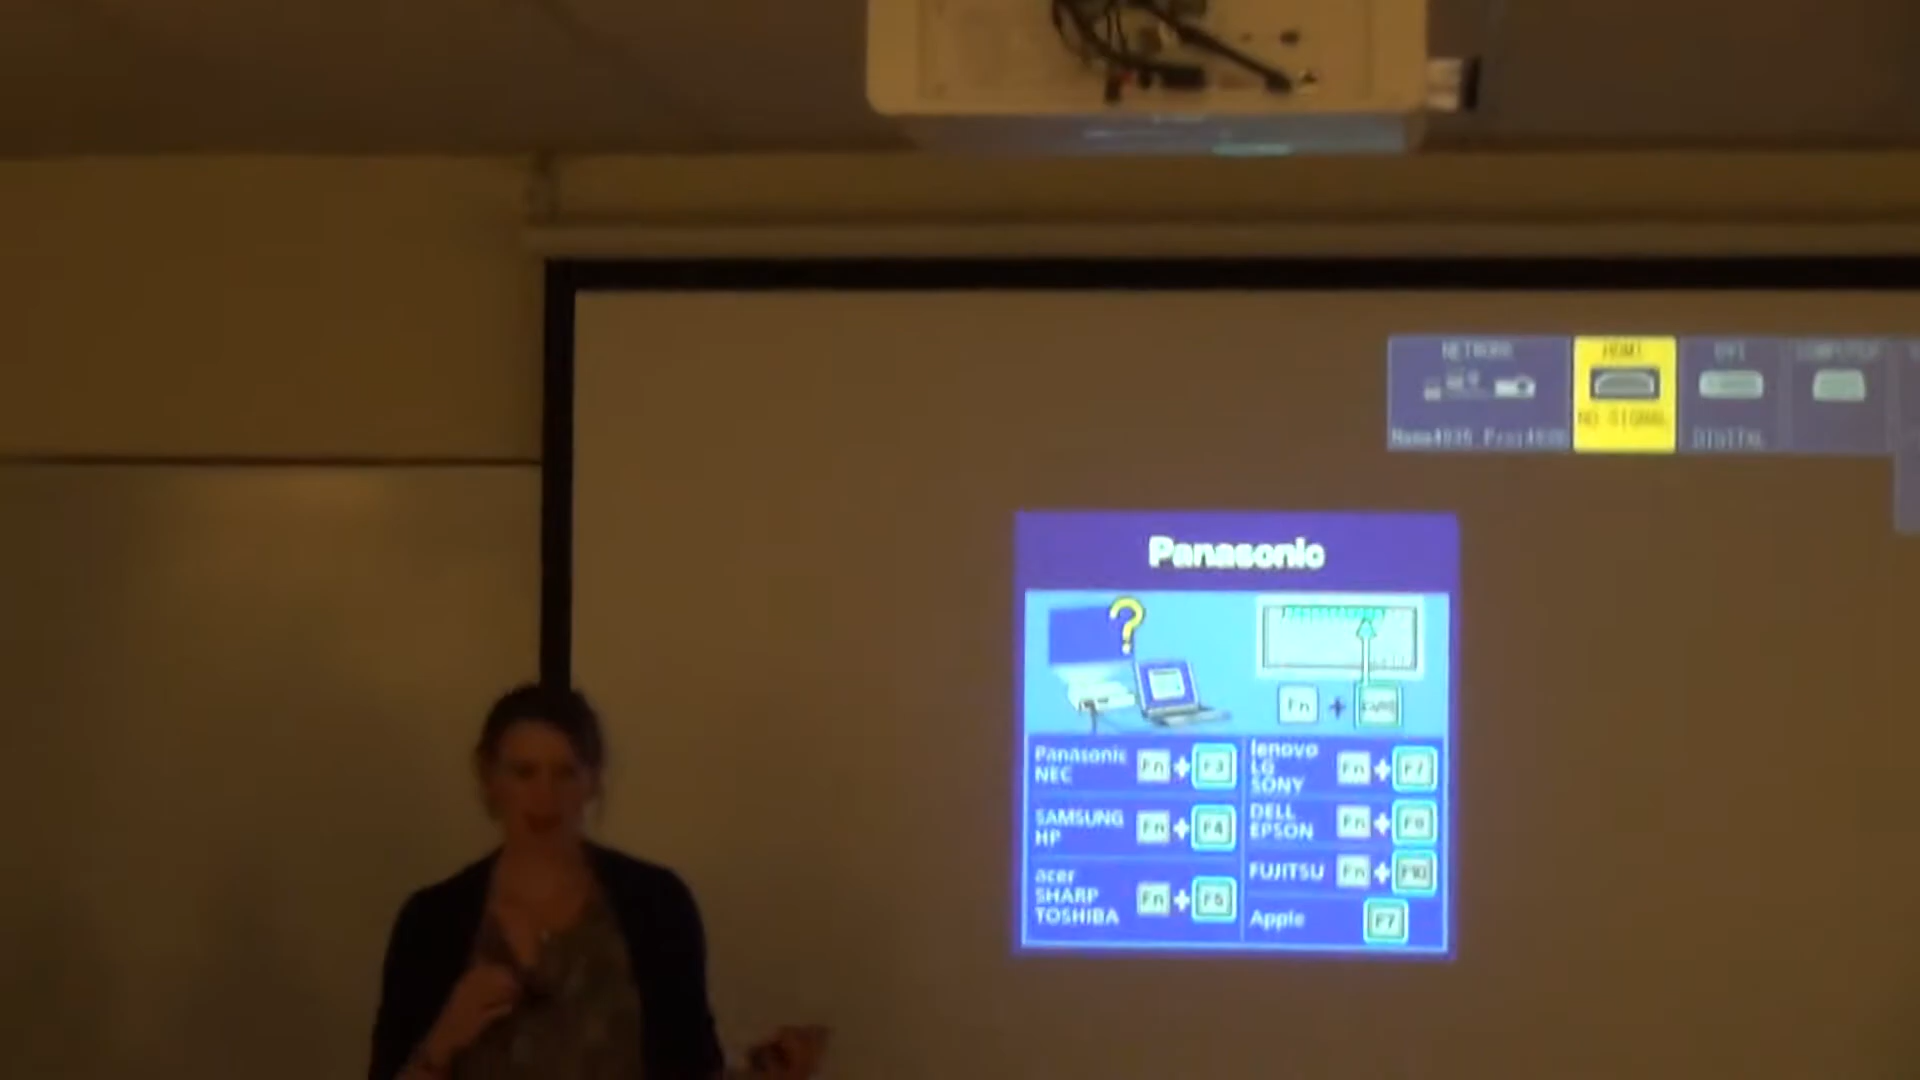 NETWORK
HDMI
DVI
COMPUTER
NO SIGNAL
DIGITAL
Panasonic
?
Fn +
Panasonic
NEC
Fn + F3
SAMSUNG
HP
Fn + F4
acer
SHARP
TOSHIBA
Fn + F5
lenovo
LG
SONY
Fn + F7
DELL
EPSON
Fn + F8
FUJITSU
Fn + F10
Apple
F7